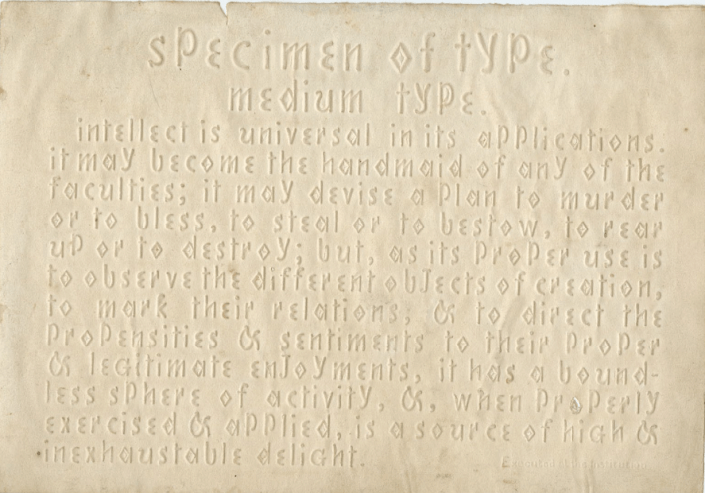 specimen of type.
medium type.
intellect is universal in its applications.
it may become the handmaid of any of the
faculties; it may devise a plan to murder
or to bless, to steal or to bestow, to rear
up or to destroy; but, as its proper use is
to observe the different objects of creation,
to mark their relations; & to direct the
propensities & sentiments to their proper
& legitimate enjoyments, it has a bound-
less sphere of activity, &, when properly
exercised & applied, is a source of high &
inexhaustable delight.